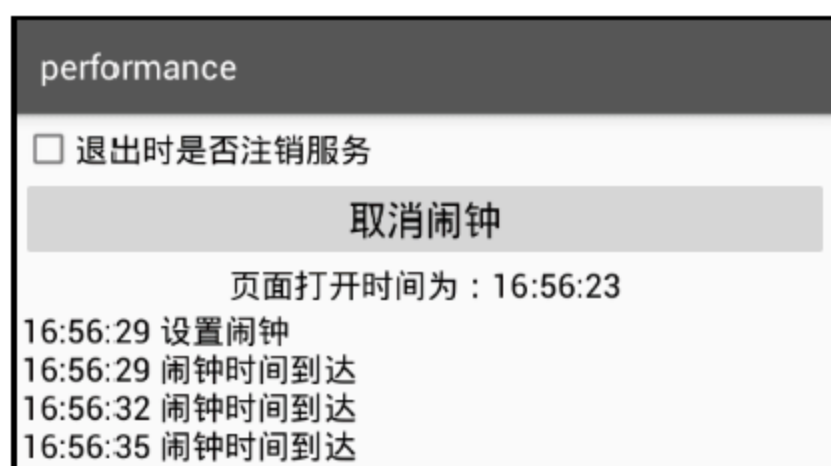 performance
退出时是否注销服务
取消闹钟
页面打开时间为：16:56:23
16:56:29 设置闹钟
16:56:29 闹钟时间到达
16:56:32 闹钟时间到达
16:56:35 闹钟时间到达